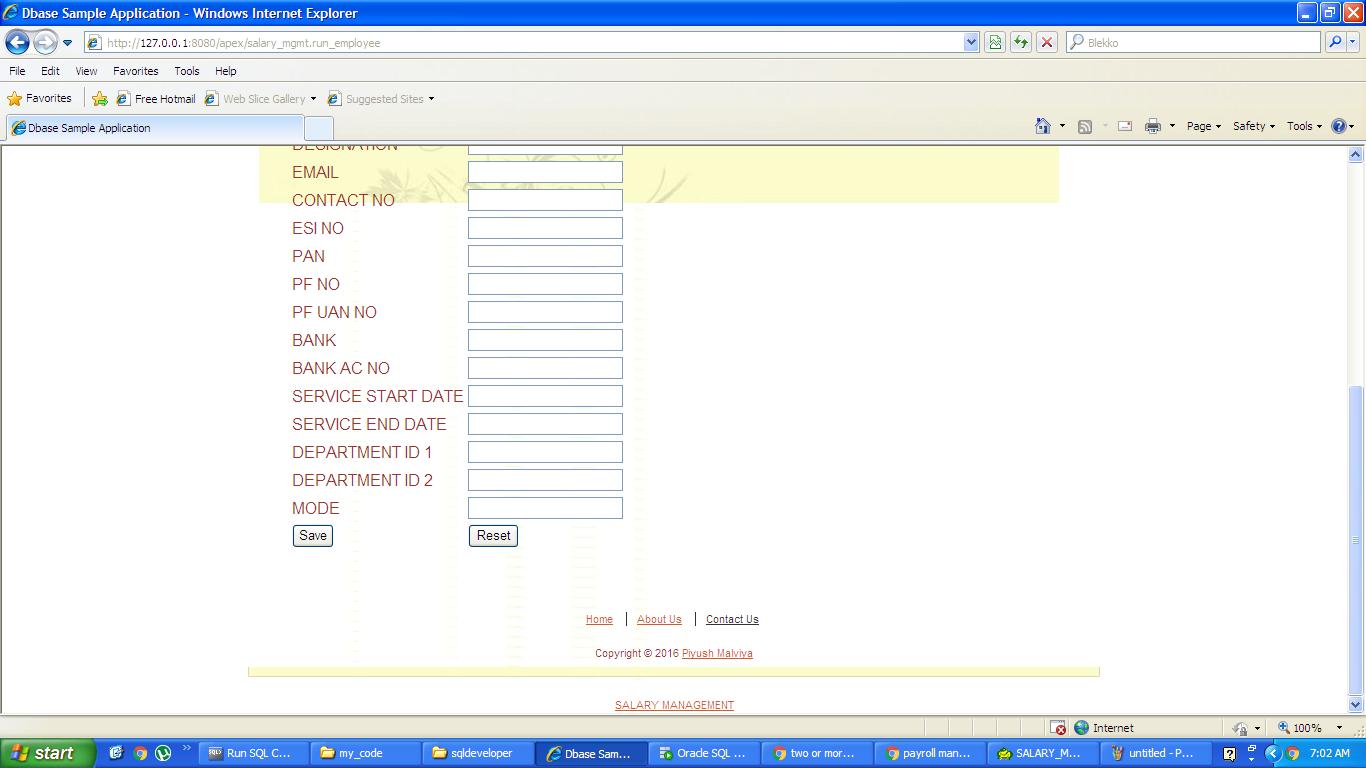 Dbase Sample Application - Windows Internet Explorer
http://127.0.0.1:8080/apex/salary_mgmt.run_employee
Blekko
File Edit View Favorites Tools Help
Favorites Free Hotmail Web Slice Gallery Suggested Sites
Dbase Sample Application
Page Safety Tools
DESIGNATION
EMAIL
CONTACT NO
ESI NO
PAN
PF NO
PF UAN NO
BANK
BANK AC NO
SERVICE START DATE
SERVICE END DATE
DEPARTMENT ID 1
DEPARTMENT ID 2
MODE
Save Reset
Home About Us Contact Us
Copyright © 2016 Piyush Malviya
SALARY MANAGEMENT
Internet 100%
start Run SQL C... my_code sqldeveloper Dbase Sam... Oracle SQL ... two or mor... payroll man... SALARY_M... untitled - P... 7:02 AM